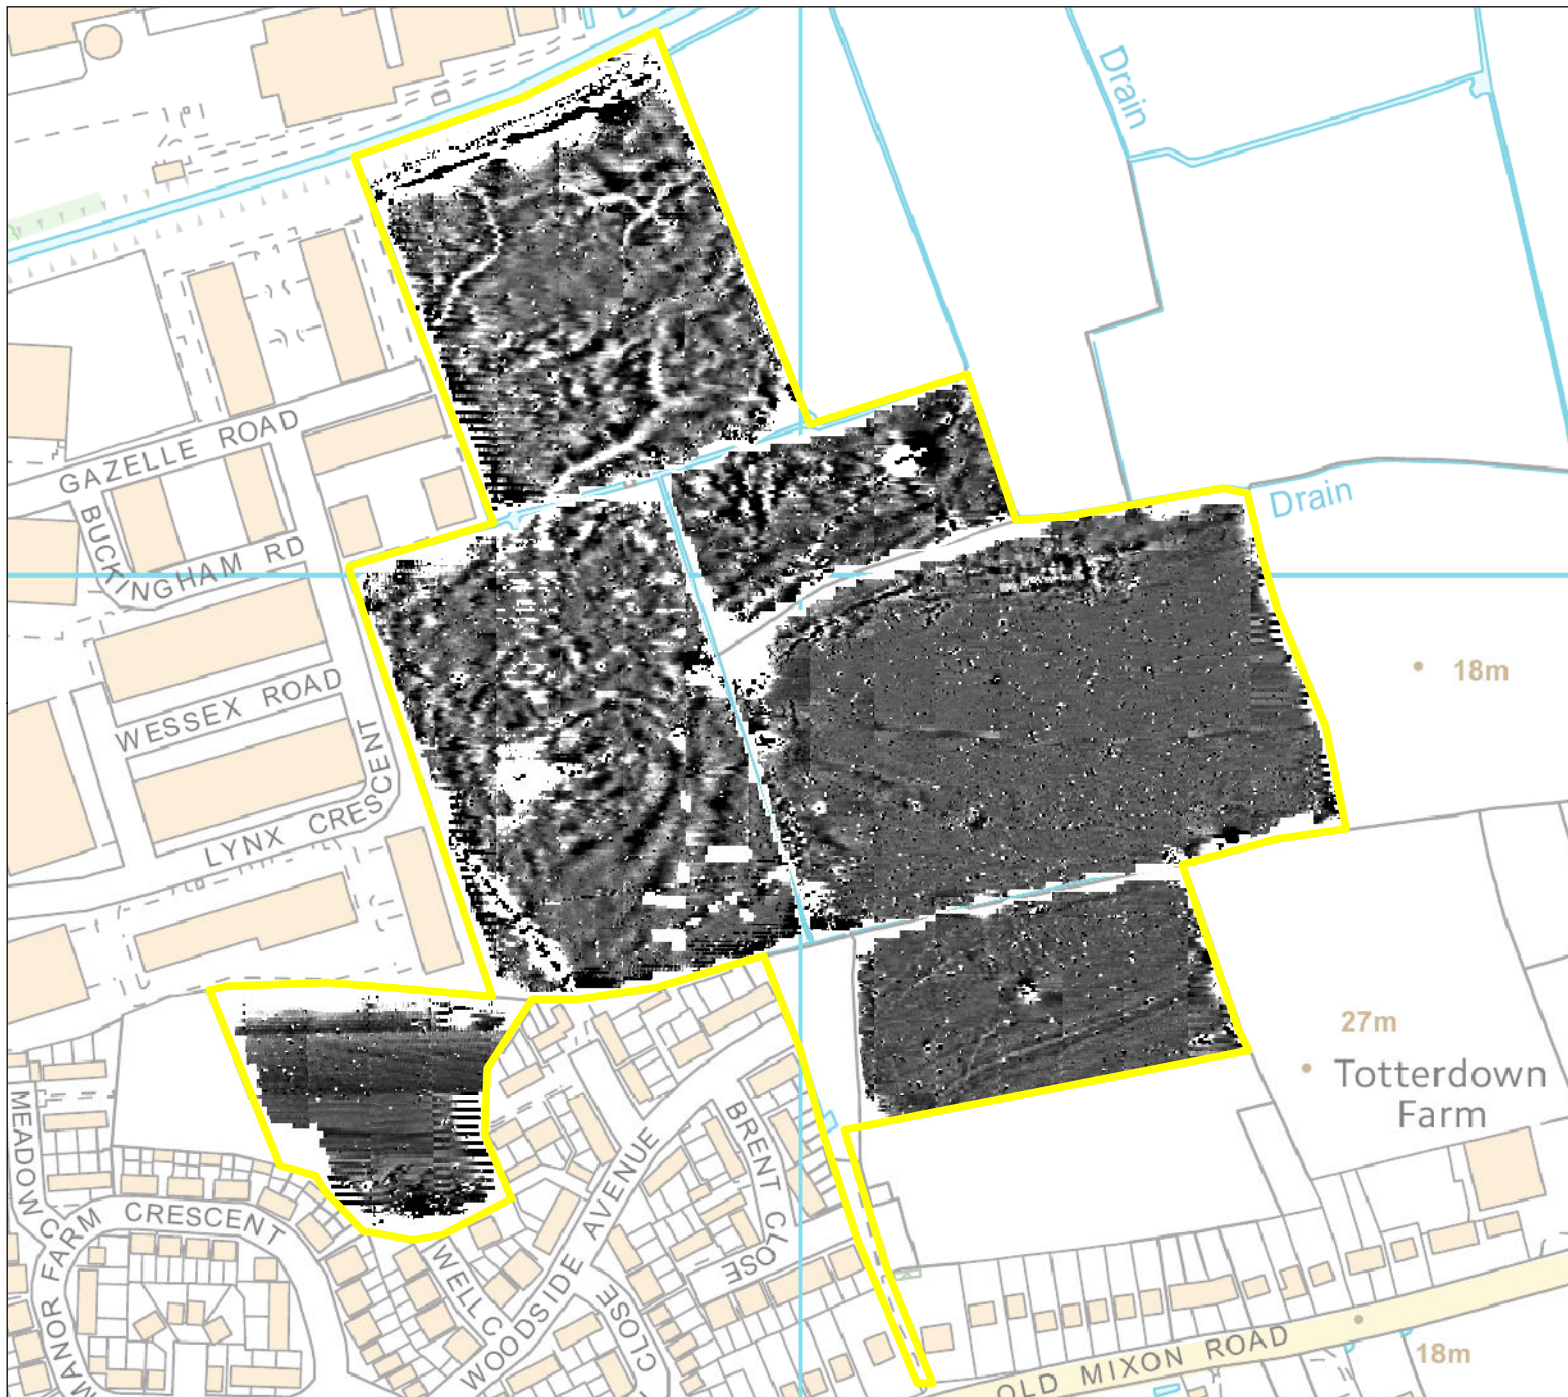 Drain
GAZELLE ROAD
BUCKINGHAM RD
Drain
WESSEX ROAD
18m
LYNX CRESCENT
27m
Totterdown
Farm
MEADOW C
BRENT CLOSE
MANOR FARM CRESCENT
WELL C
WOODSIDE AVENUE
CLOSE
OLD MIXON ROAD
18m